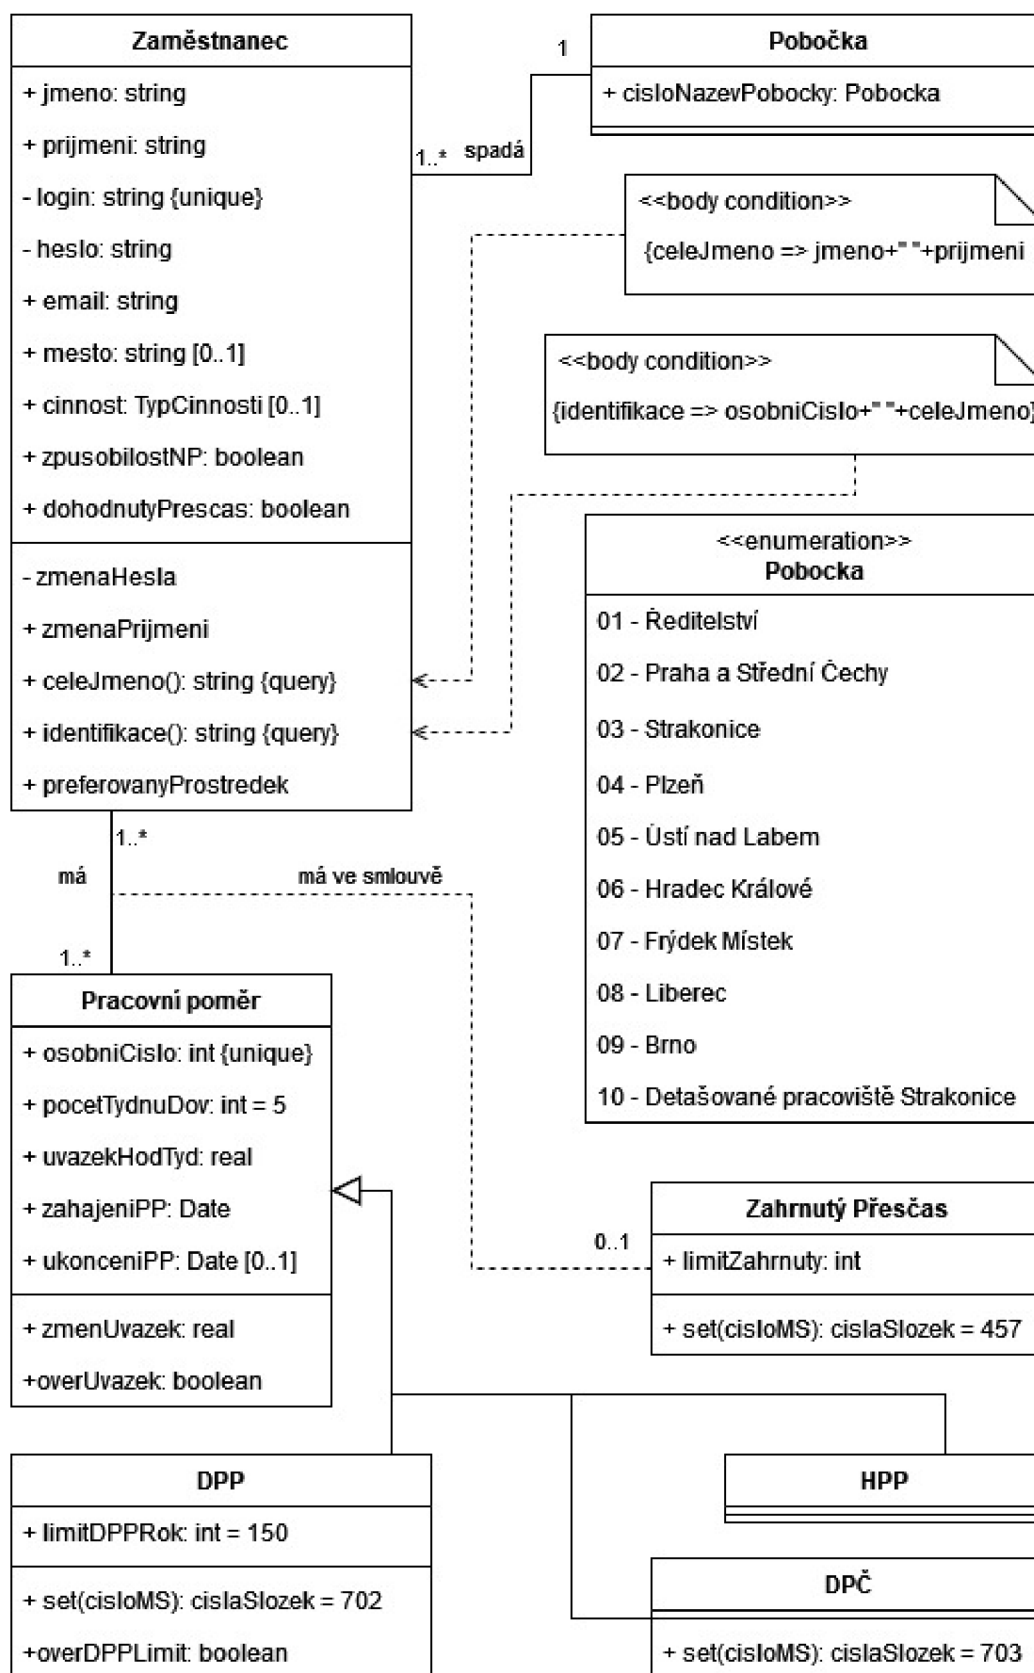 Zaměstnanec
+ jmeno: string
+ prijmeni: string
- login: string {unique}
- heslo: string
+ email: string
+ mesto: string [0..1]
+ cinnost: TypCinnosti [0..1]
+ zpusobilostNP: boolean
+ dohodnutyPrescas: boolean
- zmenaHesla
+ zmenaPrijmeni
+ celeJmeno(): string {query}
+ identifikace(): string {query}
+ preferovanyProstredek
1
1..*
spadá
Pobočka
+ cisloNazevPobocky: Pobocka
<<body condition>>
{celeJmeno => jmeno+" "+prijmeni
<<body condition>>
{identifikace => osobniCislo+" "+celeJmeno}
<<enumeration>>
Pobocka
01 - Ředitelství
02 - Praha a Střední Čechy
03 - Strakonice
04 - Plzeň
05 - Ústí nad Labem
06 - Hradec Králové
07 - Frýdek Místek
08 - Liberec
09 - Brno
10 - Detašované pracoviště Strakonice
1..*
má
má ve smlouvě
1..*
Pracovní poměr
+ osobniCislo: int {unique}
+ pocetTydnuDov: int = 5
+ uvazekHodTyd: real
+ zahajeniPP: Date
+ ukonceniPP: Date [0..1]
+ zmenUvazek: real
+overUvazek: boolean
0..1
Zahrnutý Přesčas
+ limitZahrnuty: int
+ set(cisloMS): cislaSlozek = 457
DPP
+ limitDPPRok: int = 150
+ set(cisloMS): cislaSlozek = 702
+overDPPLimit: boolean
HPP
DPČ
+ set(cisloMS): cislaSlozek = 703